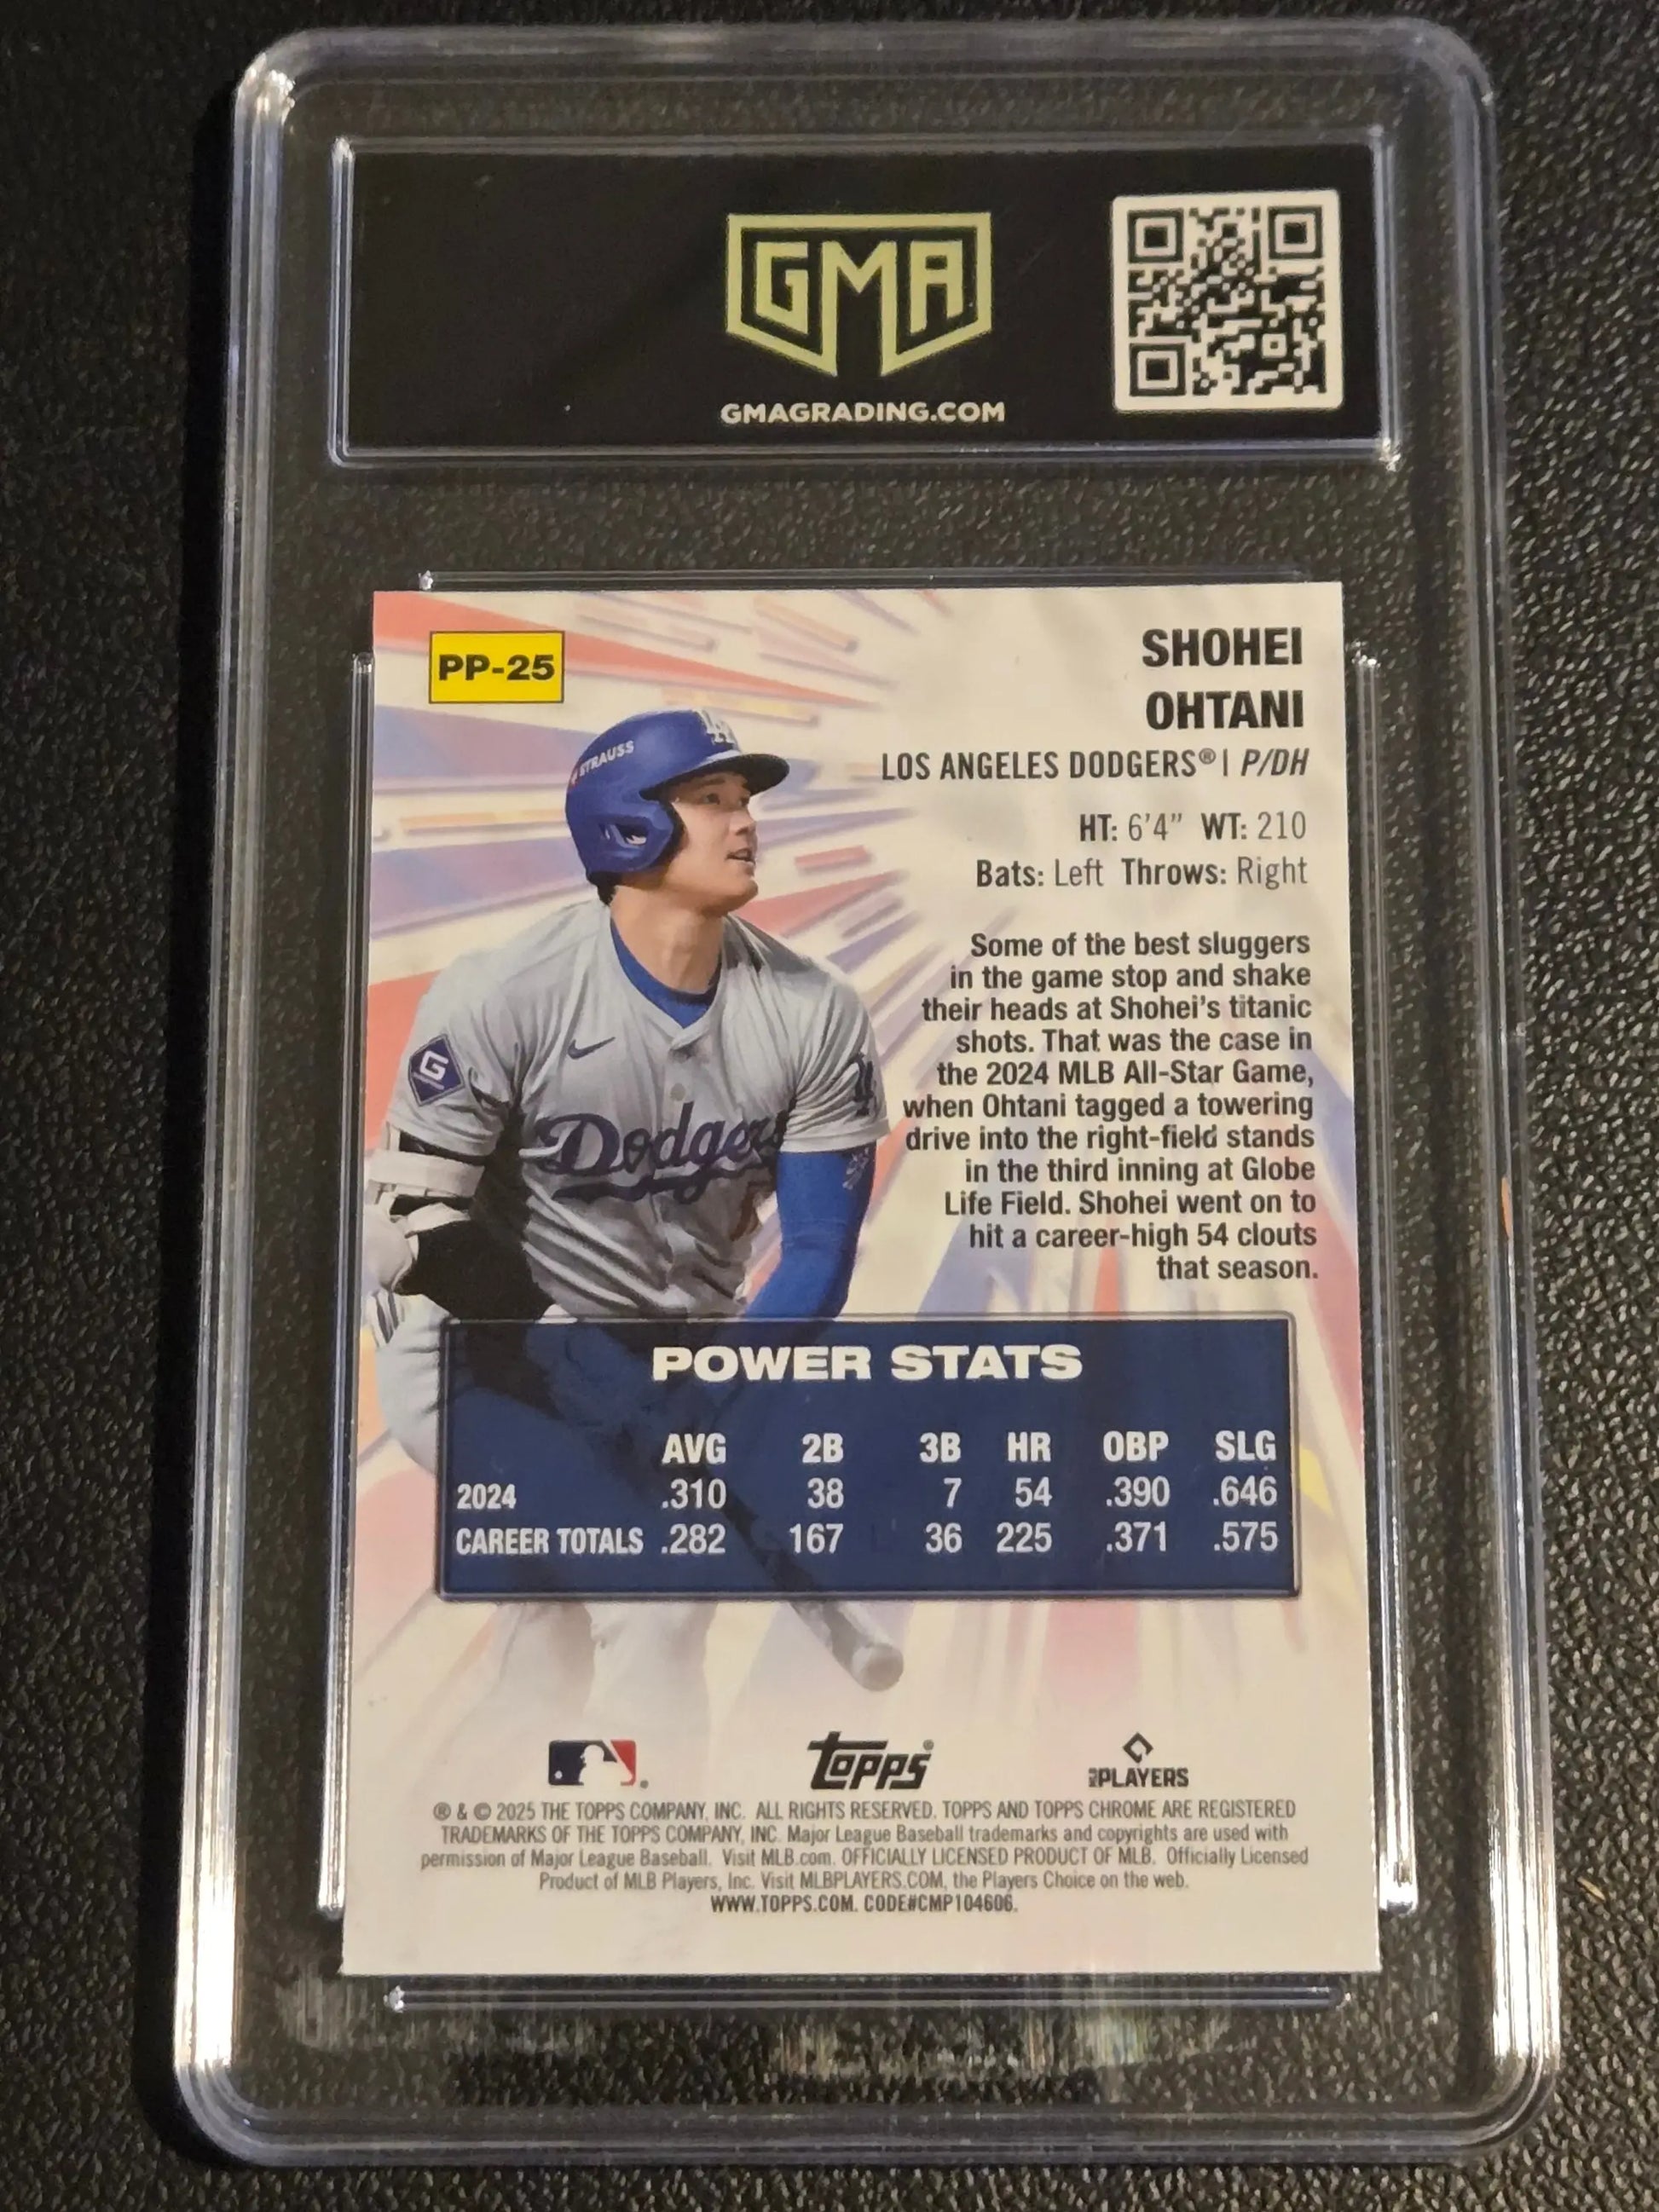 GMA
GMAGRADING.COM
PP-25
SHOHEI
OHTANI
LOS ANGELES DODGERS® | P/DH
HT: 6'4" WT: 210
Bats: Left Throws: Right
Some of the best sluggers
in the game stop and shake
their heads at Shohei's titanic
shots. That was the case in
the 2024 MLB All-Star Game,
when Ohtani tagged a towering
drive into the right-field stands
in the third inning at Globe
Life Field. Shohei went on to
hit a career-high 54 clouts
that season.
STRAUSS
LA
G
Dodgers
POWER STATS
AVG 2B 3B HR OBP SLG
2024 .310 38 7 54 .390 .646
CAREER TOTALS .282 167 36 225 .371 .575
topps
PLAYERS
® & © 2025 THE TOPPS COMPANY, INC. ALL RIGHTS RESERVED. TOPPS AND TOPPS CHROME ARE REGISTERED
TRADEMARKS OF THE TOPPS COMPANY, INC. Major League Baseball trademarks and copyrights are used with
permission of Major League Baseball. Visit MLB.com. OFFICIALLY LICENSED PRODUCT OF MLB. Officially Licensed
Product of MLB Players, Inc. Visit MLBPLAYERS.COM, the Players Choice on the web.
WWW.TOPPS.COM. CODE#CMP104606.